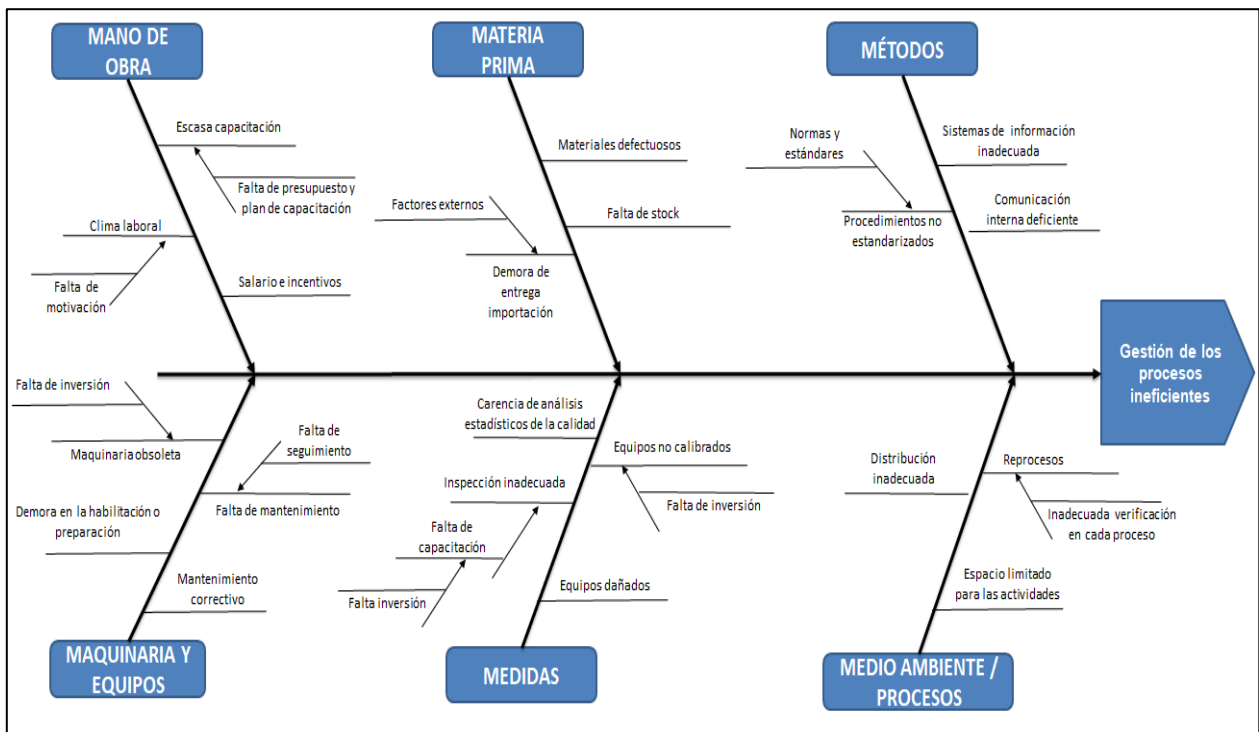 MANO DE
OBRA
MATERIA
PRIMA
MÉTODOS
Escasa capacitación
Falta de presupuesto y
plan de capacitación
Clima laboral
Falta de
motivación
Salario e incentivos
Materiales defectuosos
Factores externos
Falta de stock
Demora de
entrega
importación
Normas y
estándares
Sistemas de información
inadecuada
Procedimientos no
estandarizados
Comunicación
interna deficiente
Gestión de los
procesos
ineficientes
Falta de inversión
Maquinaria obsoleta
Falta de
seguimiento
Falta de mantenimiento
Demora en la habilitación o
preparación
Mantenimiento
correctivo
Carencia de análisis
estadísticos de la calidad
Equipos no calibrados
Inspección inadecuada
Falta de inversión
Falta de
capacitación
Falta inversión
Equipos dañados
Distribución
inadecuada
Reprocesos
Inadecuada verificación
en cada proceso
Espacio limitado
para las actividades
MAQUINARIA Y
EQUIPOS
MEDIDAS
MEDIO AMBIENTE /
PROCESOS